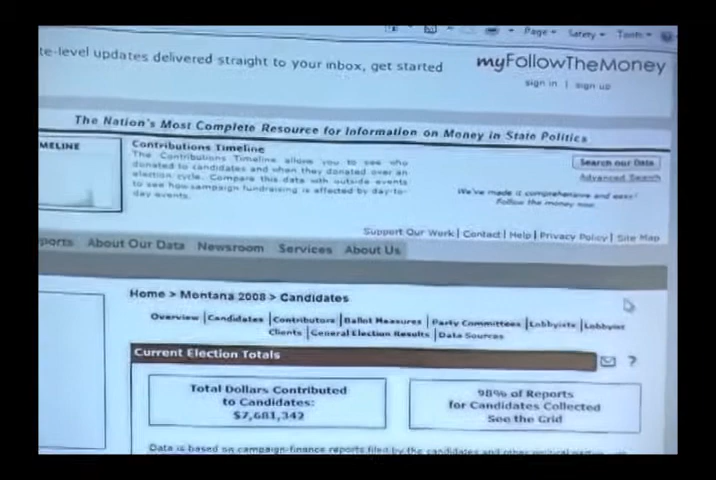 Page Safety Tools
te-level updates delivered straight to your inbox, get started
myFollowTheMoney
sign in | sign up
The Nation's Most Complete Resource for Information on Money in State Politics
MELINE
Contributions Timeline
The Contributions Timeline allows you to see who
donated to candidates and when they donated over an
election cycle. Compare this data with outside events
to see how campaign fundraising is affected by day-to-
day events.
Search our Data
Advanced Search
We've made it comprehensive and easy!
Follow the money now.
Support Our Work | Contact | Help | Privacy Policy | Site Map
ports About Our Data Newsroom Services About Us
Home > Montana 2008 > Candidates
Overview | Candidates | Contributors | Ballot Measures | Party Committees | Lobbyists | Lobbyist
Clients | General Election Results | Data Sources
Current Election Totals
?
Total Dollars Contributed
to Candidates:
$7,681,342
98% of Reports
for Candidates Collected
See the Grid
Data is based on campaign-finance reports filed by the candidates and other political